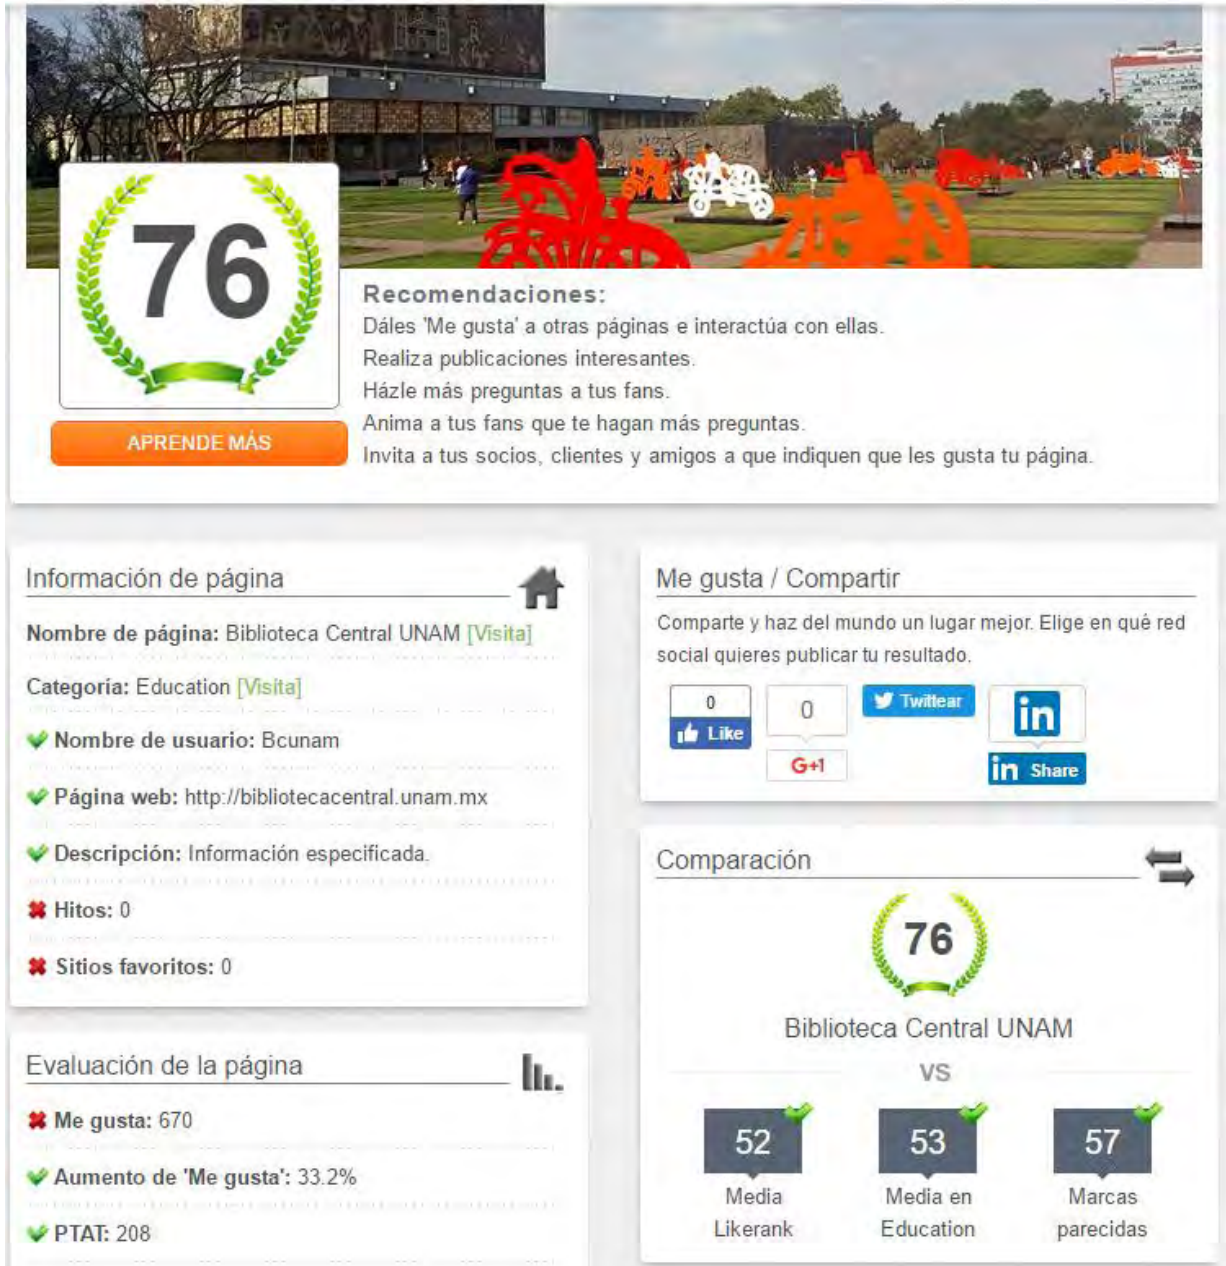 76
APRENDE MÁS
Recomendaciones:
Dáles 'Me gusta' a otras páginas e interactúa con ellas.
Realiza publicaciones interesantes.
Házle más preguntas a tus fans.
Anima a tus fans que te hagan más preguntas.
Invita a tus socios, clientes y amigos a que indiquen que les gusta tu página.
Información de página
Nombre de página: Biblioteca Central UNAM [Visita]
Categoría: Education [Visita]
Nombre de usuario: Bcunam
Página web: http://bibliotecacentral.unam.mx
Descripción: Información especificada.
Hitos: 0
Sitios favoritos: 0
Evaluación de la página
Me gusta: 670
Aumento de 'Me gusta': 33.2%
PTAT: 208
Me gusta / Compartir
Comparte y haz del mundo un lugar mejor. Elige en qué red
social quieres publicar tu resultado.
0
Like
0
G+1
Twittear
in
in Share
Comparación
76
Biblioteca Central UNAM
VS
52
Media
Likerank
53
Media en
Education
57
Marcas
parecidas